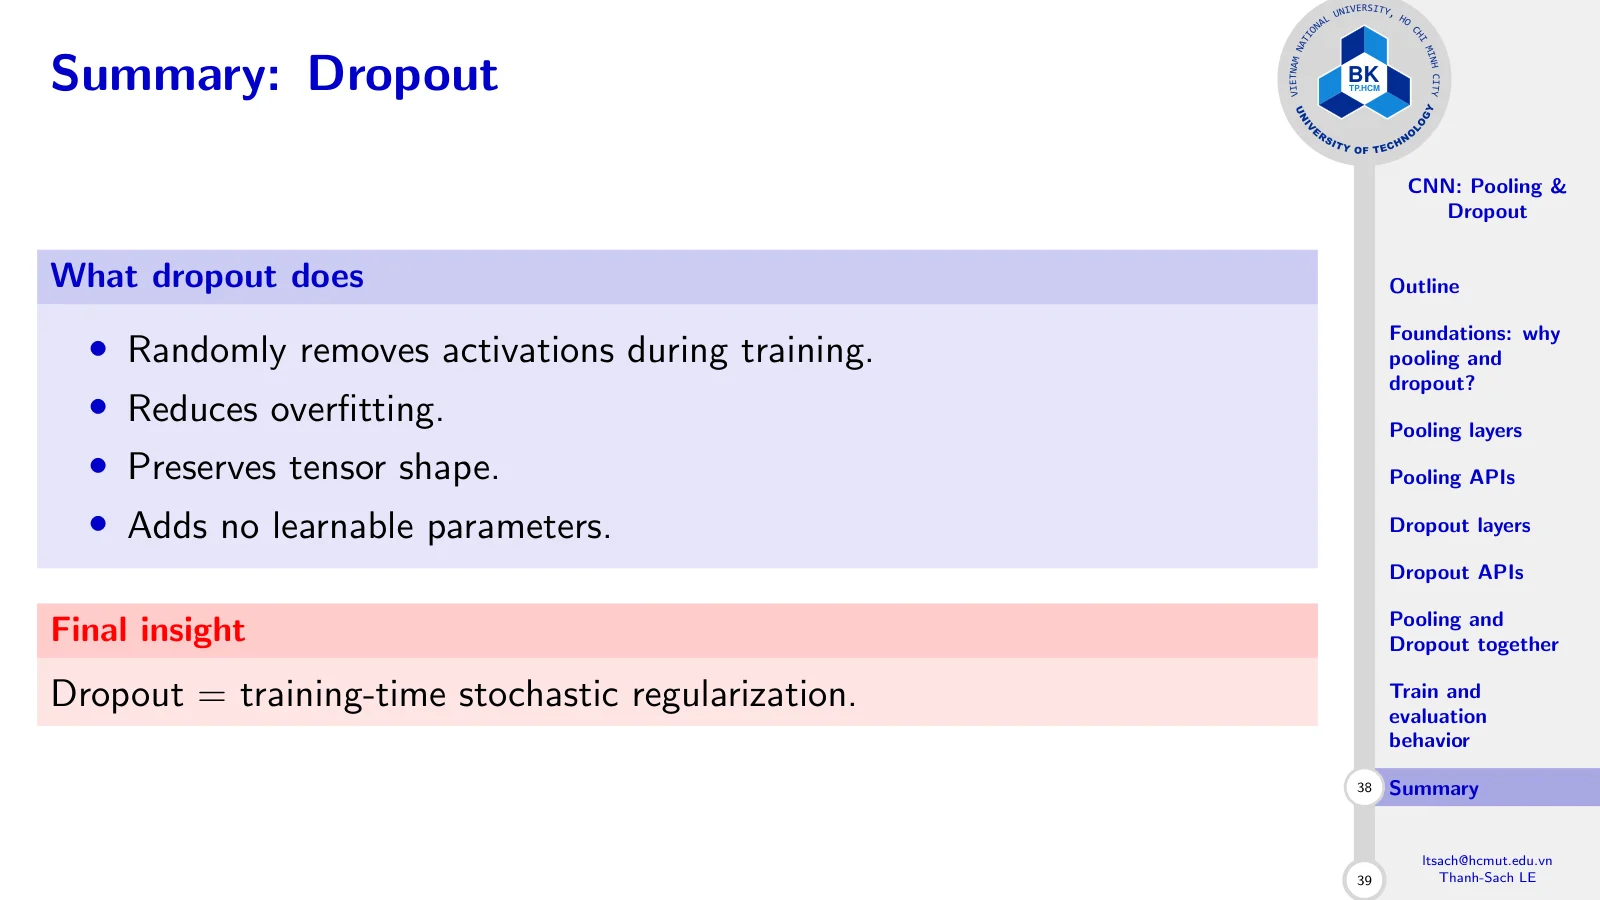 Summary: Dropout
What dropout does
• Randomly removes activations during training.
• Reduces overfitting.
• Preserves tensor shape.
• Adds no learnable parameters.
Final insight
Dropout = training-time stochastic regularization.
VIETNAM NATIONAL UNIVERSITY, HO CHI MINH CITY
BK
TP.HCM
UNIVERSITY OF TECHNOLOGY
CNN: Pooling &
Dropout
Outline
Foundations: why
pooling and
dropout?
Pooling layers
Pooling APIs
Dropout layers
Dropout APIs
Pooling and
Dropout together
Train and
evaluation
behavior
38 Summary
ltsach@hcmut.edu.vn
Thanh-Sach LE
39